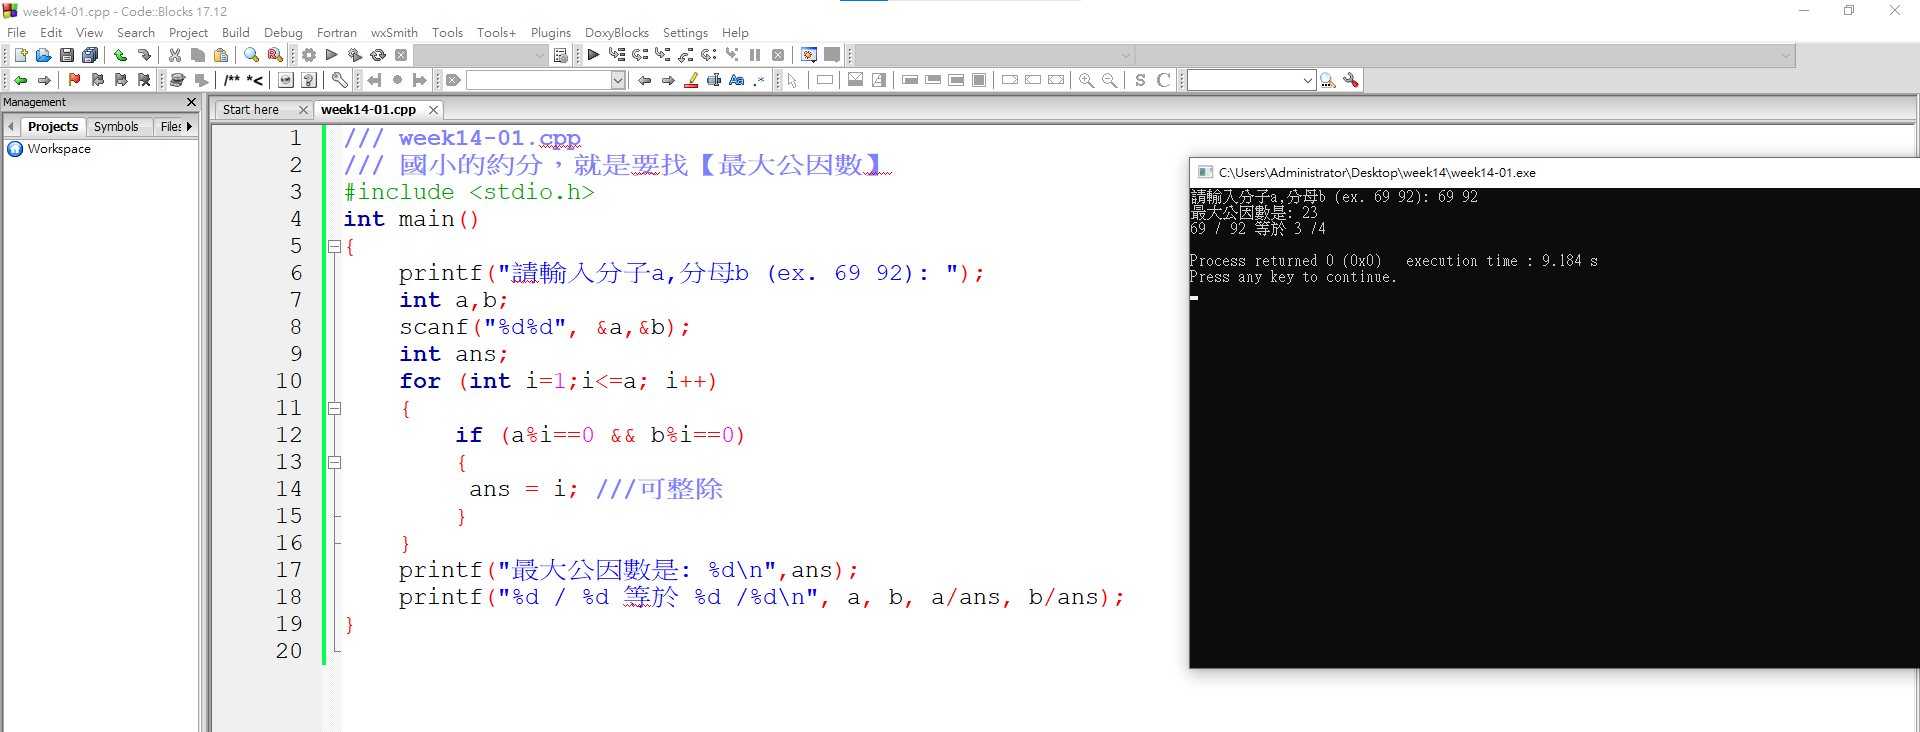 week14-01.cpp - Code::Blocks 17.12
File Edit View Search Project Build Debug Fortran wxSmith Tools Tools+ Plugins DoxyBlocks Settings Help
/** *<
Aa .*
S C
Management
Projects Symbols Files
Workspace
Start here week14-01.cpp
1 /// week14-01.cpp
2 /// 國小的約分，就是要找【最大公因數】
3 #include <stdio.h>
4 int main()
5 {
6 printf("請輸入分子a,分母b (ex. 69 92): ");
7 int a,b;
8 scanf("%d%d", &a,&b);
9 int ans;
10 for (int i=1;i<=a; i++)
11 {
12 if (a%i==0 && b%i==0)
13 {
14 ans = i; ///可整除
15 }
16 }
17 printf("最大公因數是: %d\n",ans);
18 printf("%d / %d 等於 %d /%d\n", a, b, a/ans, b/ans);
19 }
20
C:\Users\Administrator\Desktop\week14\week14-01.exe
請輸入分子a,分母b (ex. 69 92): 69 92
最大公因數是: 23
69 / 92 等於 3 /4
Process returned 0 (0x0) execution time : 9.184 s
Press any key to continue.